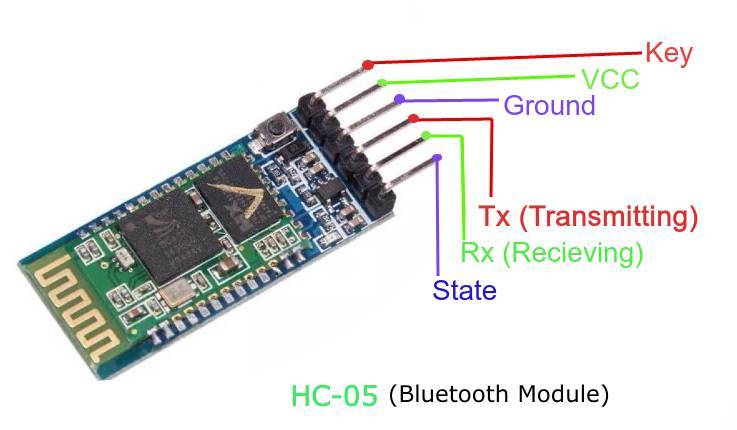 Key
VCC
Ground
Tx (Transmitting)
Rx (Recieving)
State
HC-05 (Bluetooth Module)